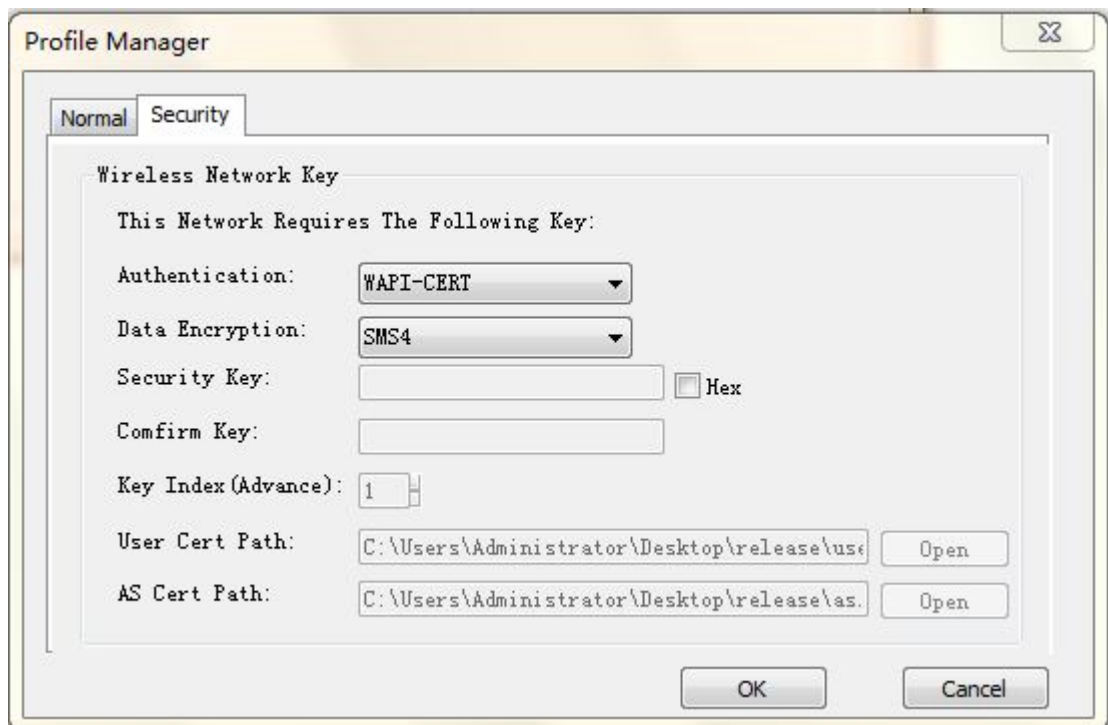 Profile Manager
Normal Security
Wireless Network Key
This Network Requires The Following Key:
Authentication: WAPI-CERT
Data Encryption: SMS4
Security Key: Hex
Comfirm Key:
Key Index(Advance): 1
User Cert Path: C:\Users\Administrator\Desktop\release\use Open
AS Cert Path: C:\Users\Administrator\Desktop\release\as. Open
OK Cancel